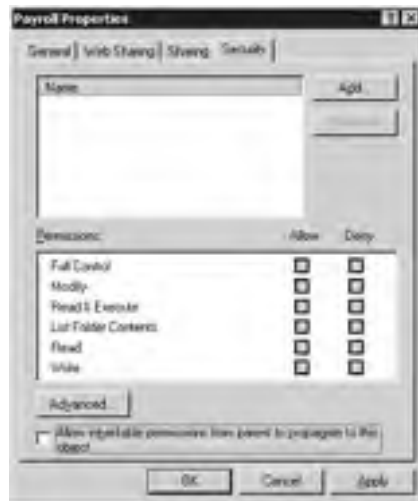 Payroll Properties
General Web Sharing Sharing Security
Name
Add...
Permissions: Allow Deny
Full Control
Modify
Read & Execute
List Folder Contents
Read
Write
Advanced...
Allow inheritable permissions from parent to propagate to this
object
OK Cancel Apply